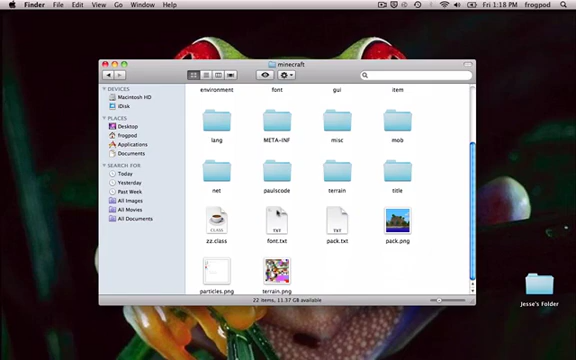 Finder File Edit View Go Window Help
Fri 1:18 PM frogpod
minecraft
DEVICES
Macintosh HD
iDisk
PLACES
Desktop
frogpod
Applications
Documents
SEARCH FOR
Today
Yesterday
Past Week
All Images
All Movies
All Documents
environment font gui item
lang META-INF misc mob
net paulscode terrain title
CLASS TXT TXT
zz.class font.txt pack.txt pack.png
particles.png terrain.png
22 items, 11.37 GB available
Jesse's Folder